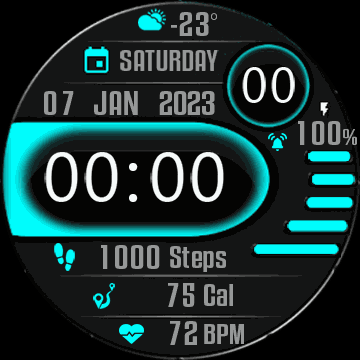 -23°
SATURDAY
07 JAN 2023
00
100%
00:00
1000 Steps
75 Cal
72 BPM